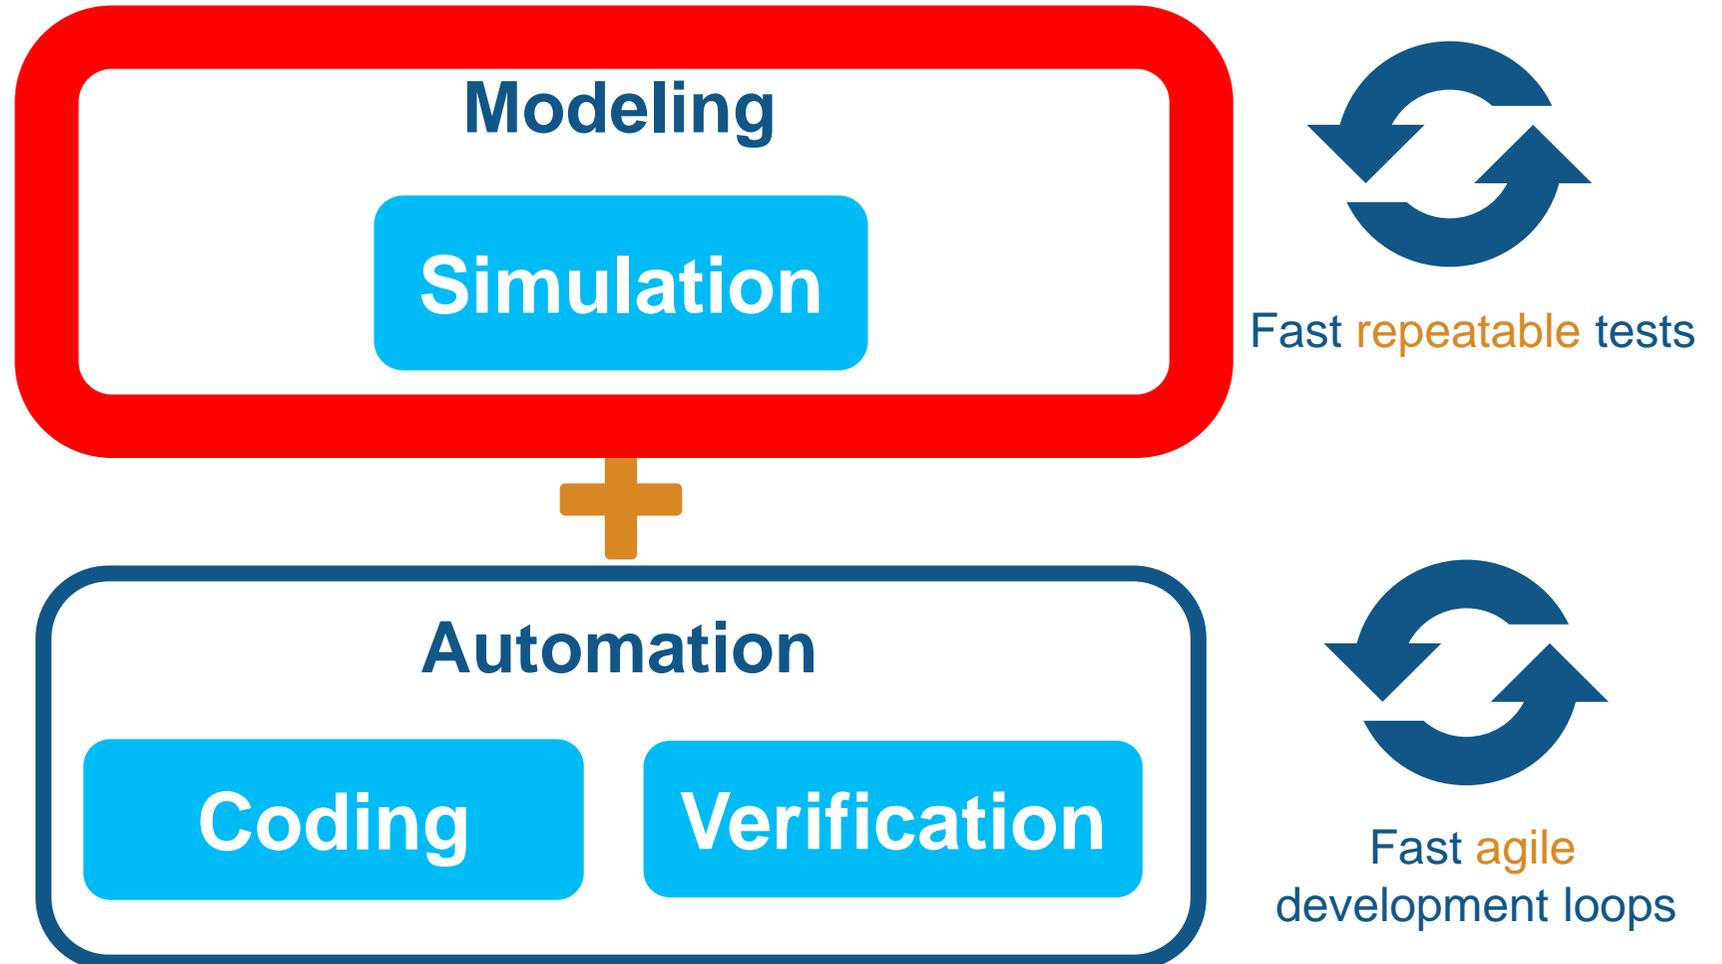 Modeling
Simulation
Fast repeatable tests
Automation
Coding
Verification
Fast agile
development loops